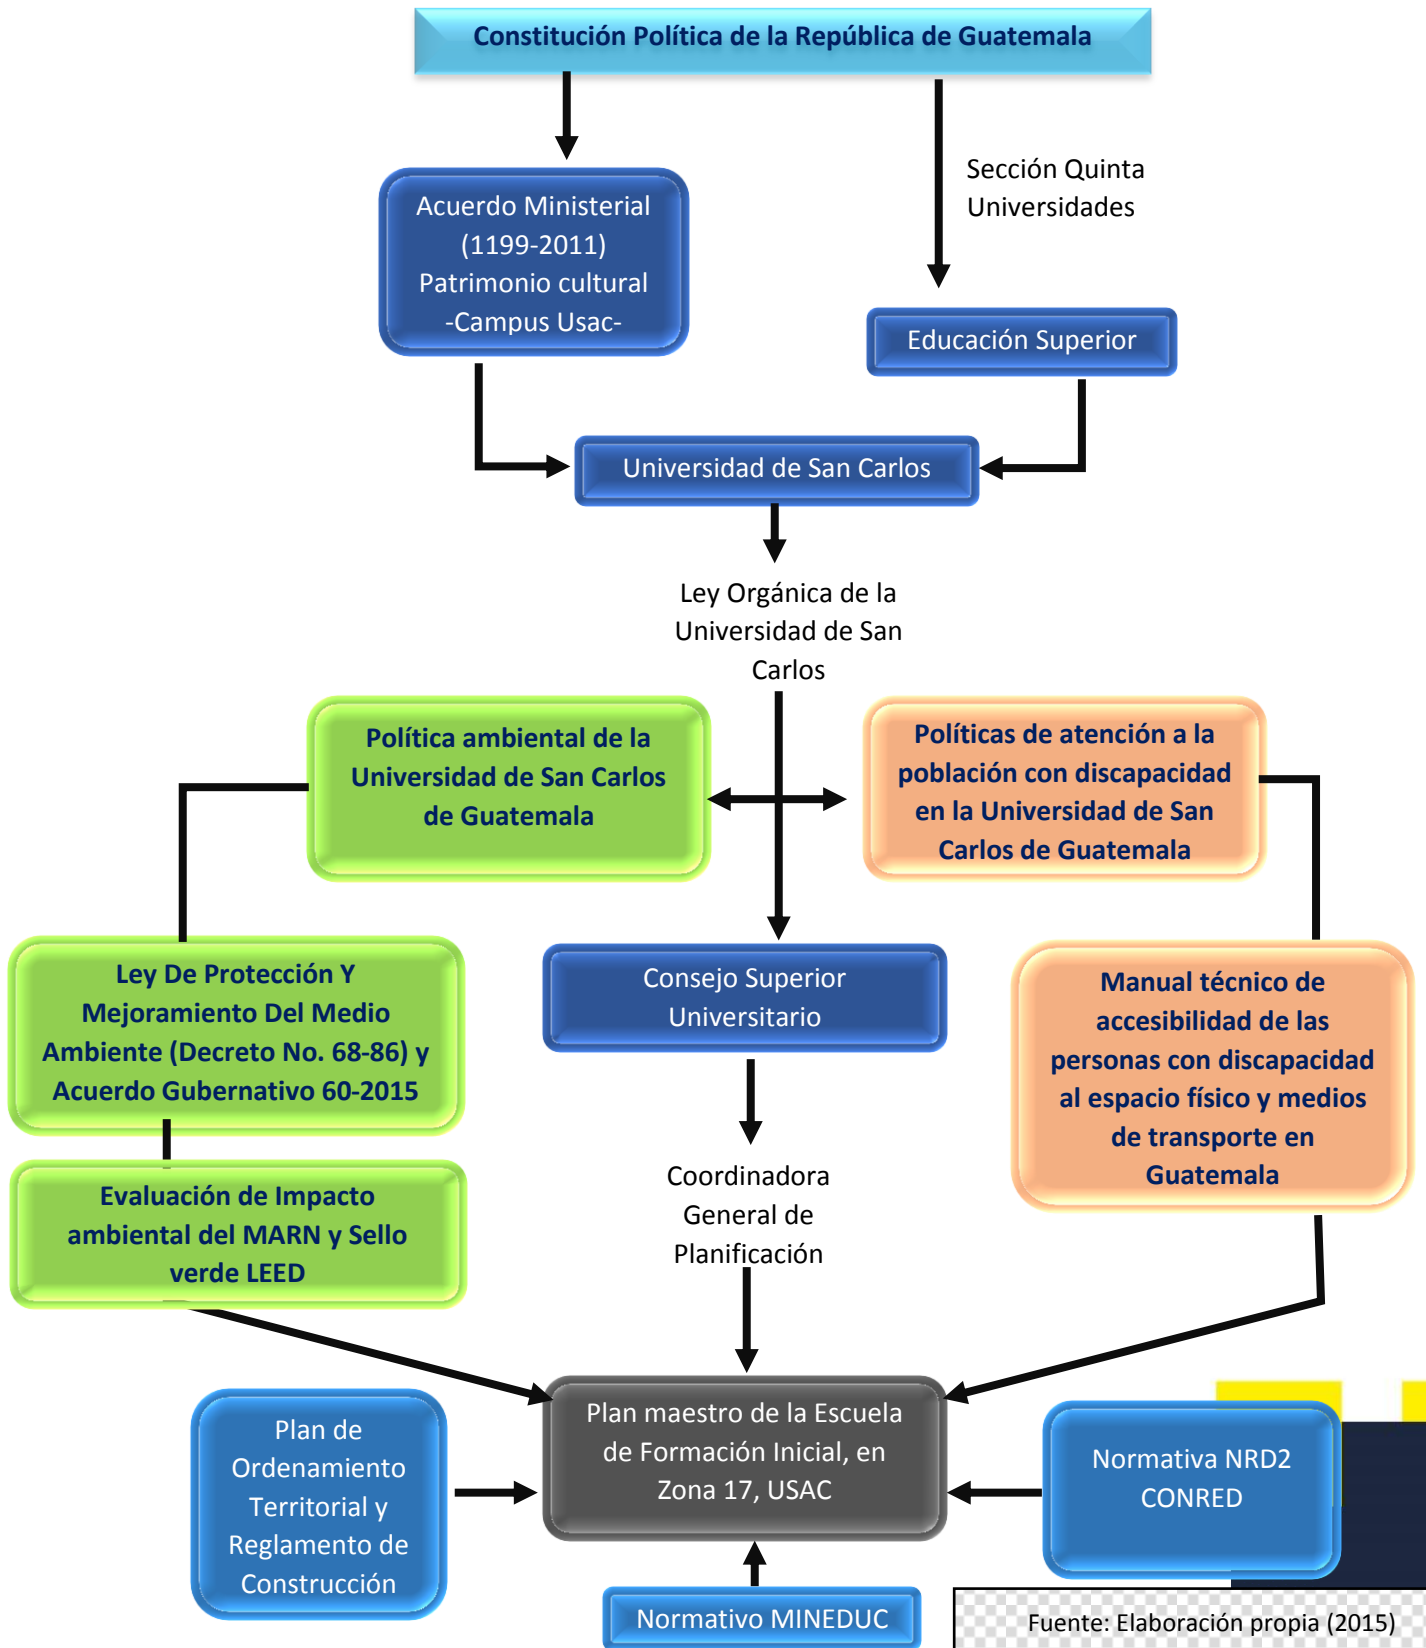 Constitución Política de la República de Guatemala
Acuerdo Ministerial
(1199-2011)
Patrimonio cultural
-Campus Usac-
Sección Quinta
Universidades
Educación Superior
Universidad de San Carlos
Ley Orgánica de la
Universidad de San
Carlos
Política ambiental de la
Universidad de San Carlos
de Guatemala
Políticas de atención a la
población con discapacidad
en la Universidad de San
Carlos de Guatemala
Ley De Protección Y
Mejoramiento Del Medio
Ambiente (Decreto No. 68-86) y
Acuerdo Gubernativo 60-2015
Consejo Superior
Universitario
Manual técnico de
accesibilidad de las
personas con discapacidad
al espacio físico y medios
de transporte en
Guatemala
Evaluación de Impacto
ambiental del MARN y Sello
verde LEED
Coordinadora
General de
Planificación
Plan de
Ordenamiento
Territorial y
Reglamento de
Construcción
Plan maestro de la Escuela
de Formación Inicial, en
Zona 17, USAC
Normativa NRD2
CONRED
Normativo MINEDUC
Fuente: Elaboración propia (2015)